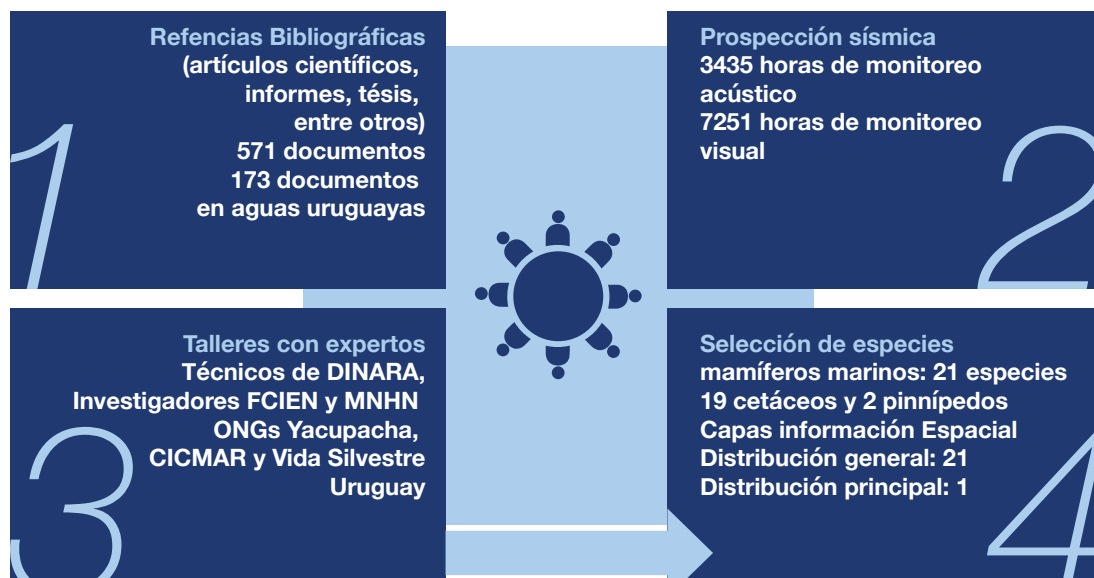 1
Refencias Bibliográficas
(artículos científicos,
informes, tésis,
entre otros)
571 documentos
173 documentos
en aguas uruguayas
2
Prospección sísmica
3435 horas de monitoreo
acústico
7251 horas de monitoreo
visual
3
Talleres con expertos
Técnicos de DINARA,
Investigadores FCIEN y MNHN
ONGs Yacupacha,
CICMAR y Vida Silvestre
Uruguay
4
Selección de especies
mamíferos marinos: 21 especies
19 cetáceos y 2 pinnípedos
Capas información Espacial
Distribución general: 21
Distribución principal: 1